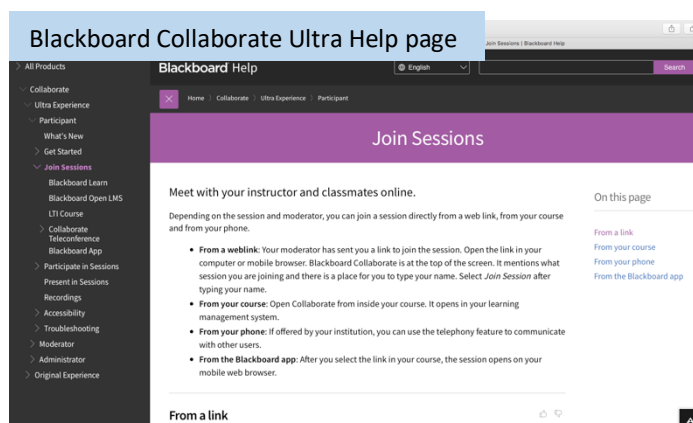 Blackboard Collaborate Ultra Help page
Join Sessions | Blackboard Help
All Products
Blackboard Help
English
Search
Home
Collaborate
Ultra Experience
Participant
Collaborate
Ultra Experience
Participant
What's New
Get Started
Join Sessions
Blackboard Learn
Blackboard Open LMS
LTI Course
Collaborate
Teleconference
Blackboard App
Participate in Sessions
Present in Sessions
Recordings
Accessibility
Troubleshooting
Moderator
Administrator
Original Experience
Join Sessions
Meet with your instructor and classmates online.
Depending on the session and moderator, you can join a session directly from a web link, from your course
and from your phone.
• From a weblink: Your moderator has sent you a link to join the session. Open the link in your
computer or mobile browser. Blackboard Collaborate is at the top of the screen. It mentions what
session you are joining and there is a place for you to type your name. Select Join Session after
typing your name.
• From your course: Open Collaborate from inside your course. It opens in your learning
management system.
• From your phone: If offered by your institution, you can use the telephony feature to communicate
with other users.
• From the Blackboard app: After you select the link in your course, the session opens on your
mobile web browser.
From a link
On this page
From a link
From your course
From your phone
From the Blackboard app